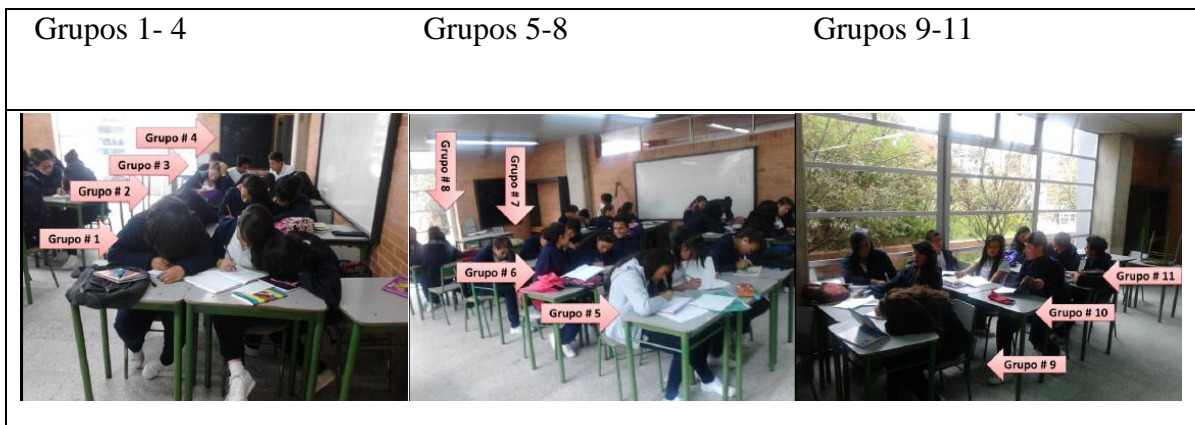 Grupos 1- 4
Grupos 5-8
Grupos 9-11
Grupo # 4
Grupo # 3
Grupo # 2
Grupo # 1
Grupo # 8
Grupo # 7
Grupo # 6
Grupo # 5
Grupo # 11
Grupo # 10
Grupo # 9